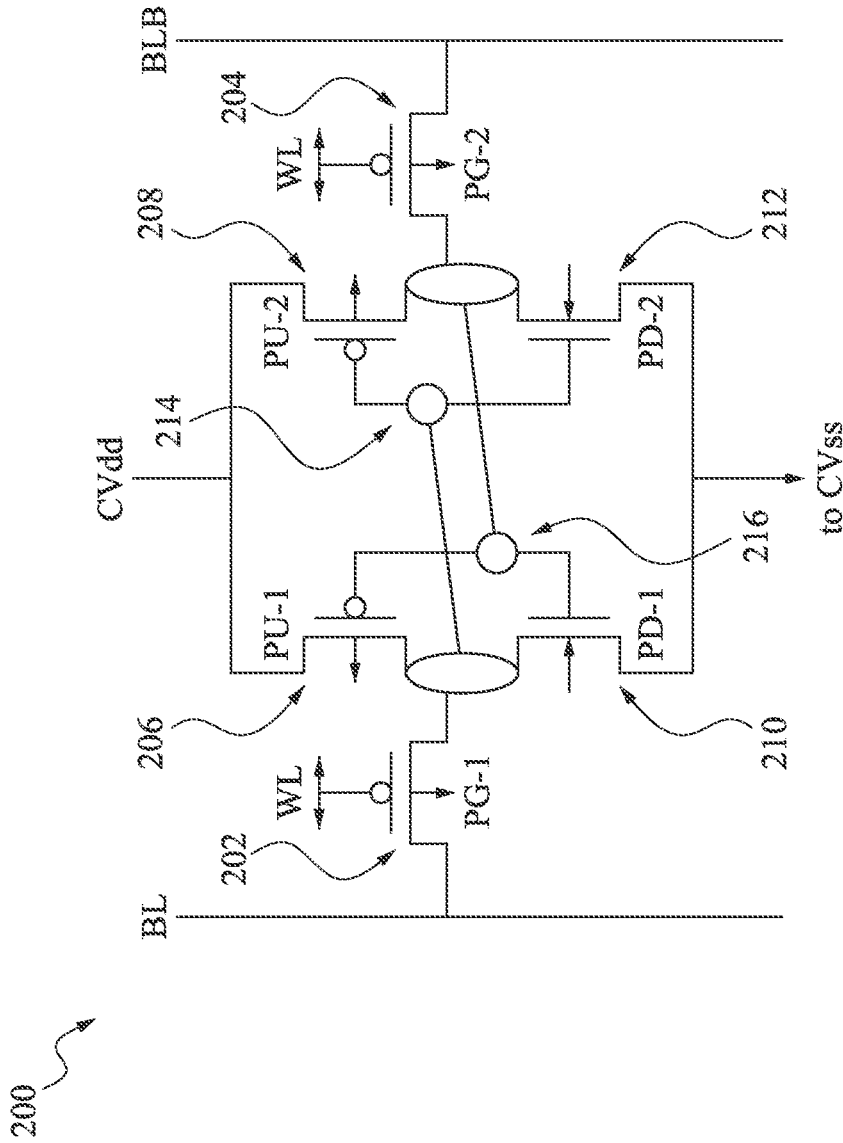 200
BL
BLB
CVdd
202
WL
PG-1
206
PU-1
214
PU-2
208
WL
204
PG-2
216
210
PD-1
PD-2
212
to CVss